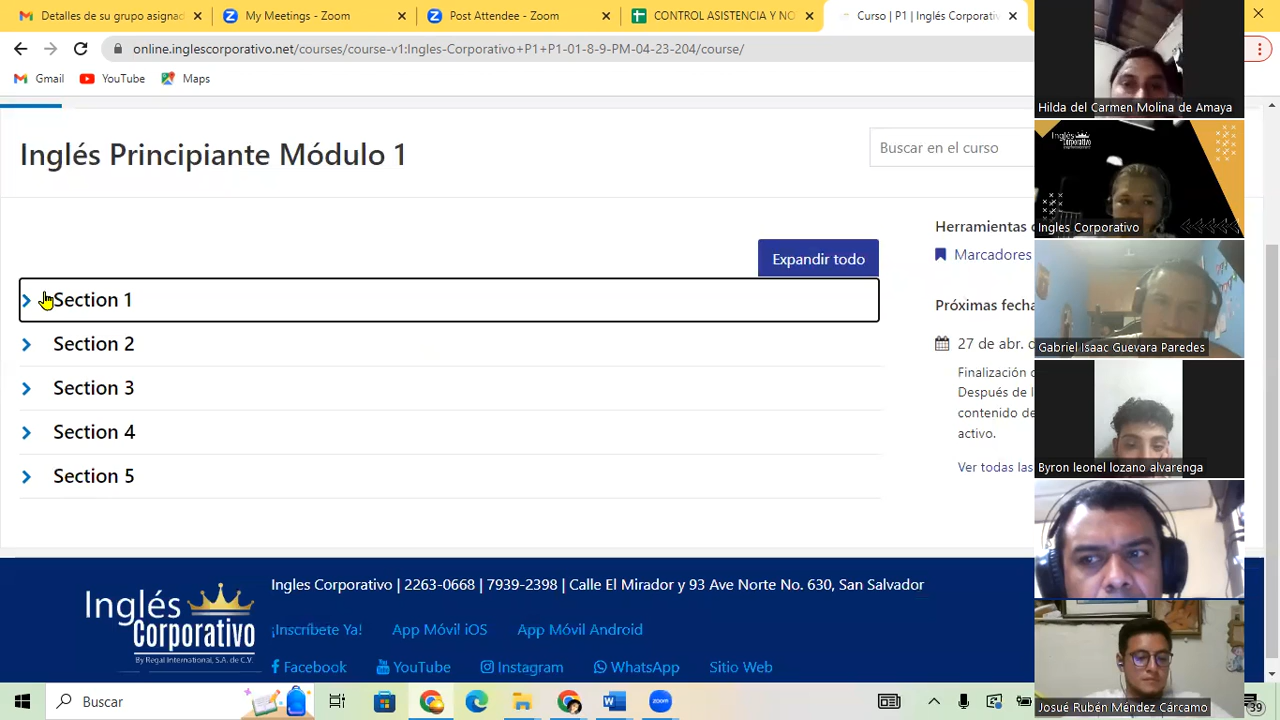 Detalles de su grupo asignad
My Meetings - Zoom
Post Attendee - Zoom
CONTROL ASISTENCIA Y NO
Curso | P1 | Inglés Corporativ
online.inglescorporativo.net/courses/course-v1:Ingles-Corporativo+P1+P1-01-8-9-PM-04-23-204/course/
Gmail
YouTube
Maps
Inglés Principiante Módulo 1
Buscar en el curso
Expandir todo
Section 1
Section 2
Section 3
Section 4
Section 5
Herramientas
Marcadores
Próximas fecha
27 de abr. d
Finalización
Después de l
contenido de
activo.
Ver todas las
Inglés
Corporativo
By Regal International, S.A. de C.V.
Ingles Corporativo | 2263-0668 | 7939-2398 | Calle El Mirador y 93 Ave Norte No. 630, San Salvador
¡Inscríbete Ya!
App Móvil iOS
App Móvil Android
Facebook
YouTube
Instagram
WhatsApp
Sitio Web
Buscar
zoom
39
Hilda del Carmen Molina de Amaya
Inglés
Corporativo
Ingles Corporativo
Gabriel Isaac Guevara Paredes
Byron leonel lozano alvarenga
Josué Rubén Méndez Cárcamo